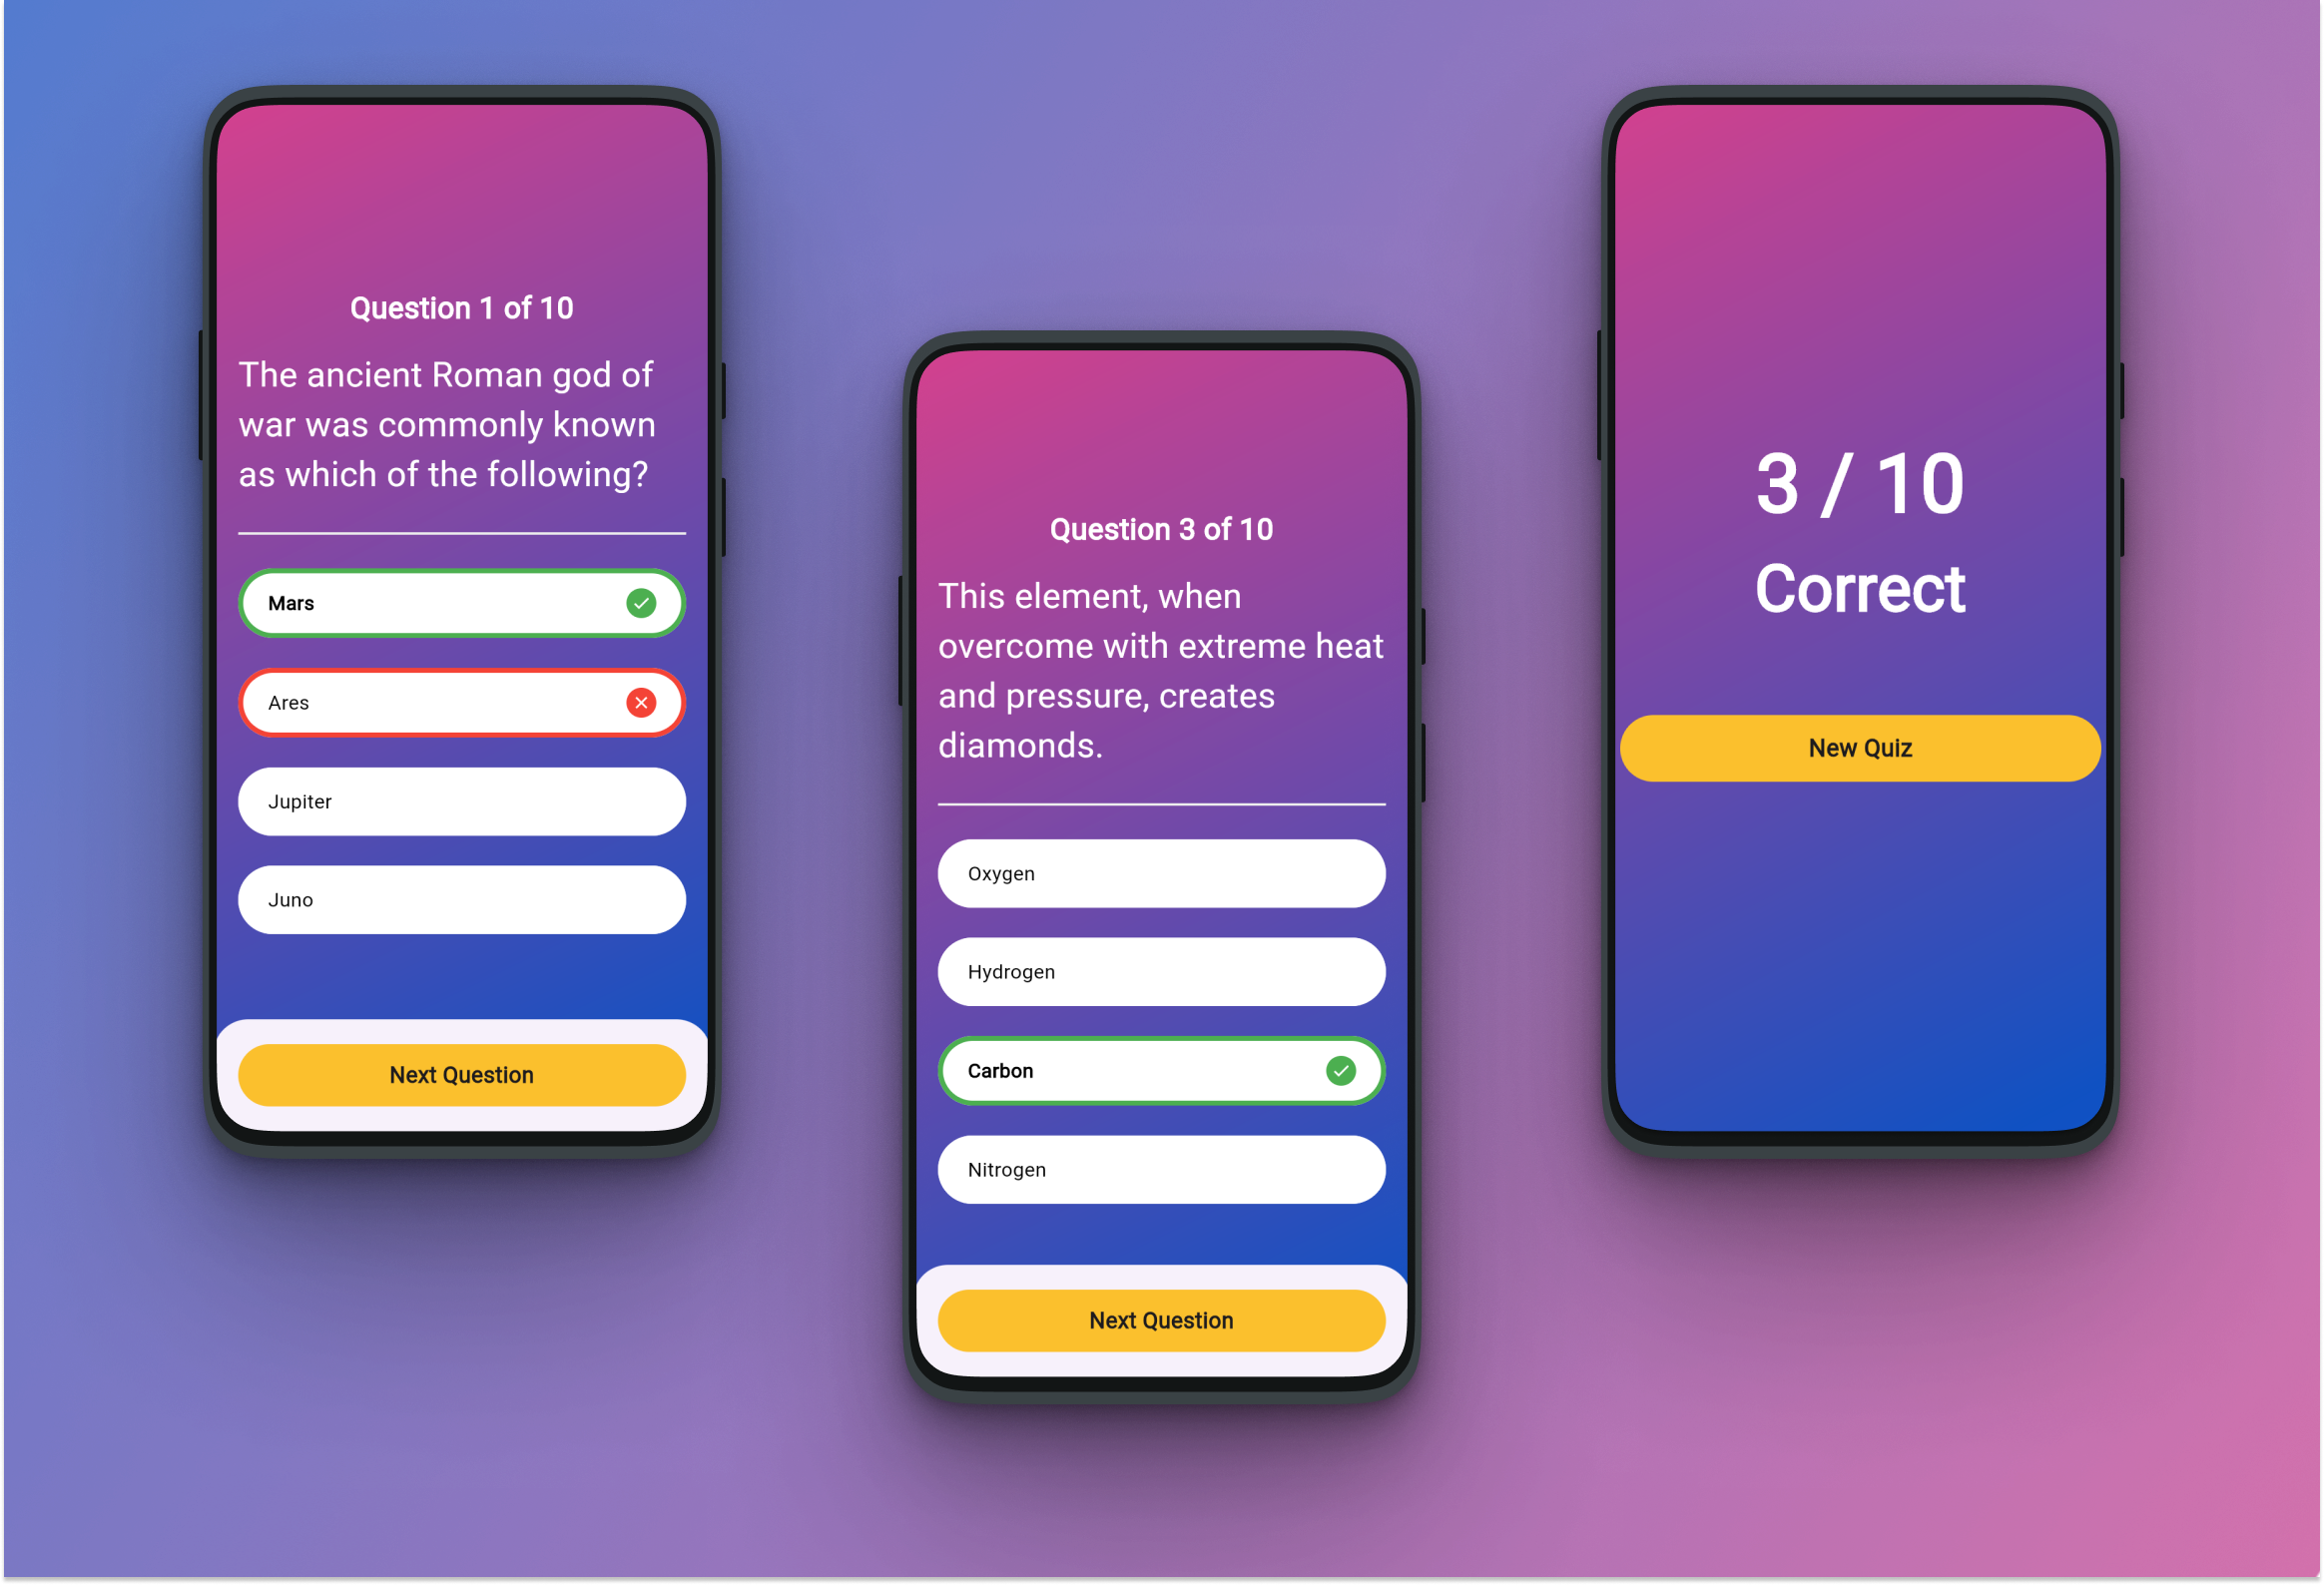 Question 1 of 10
The ancient Roman god of
war was commonly known
as which of the following?
Mars
Ares
Jupiter
Juno
Next Question
Question 3 of 10
This element, when
overcome with extreme heat
and pressure, creates
diamonds.
Oxygen
Hydrogen
Carbon
Nitrogen
Next Question
3 / 10
Correct
New Quiz